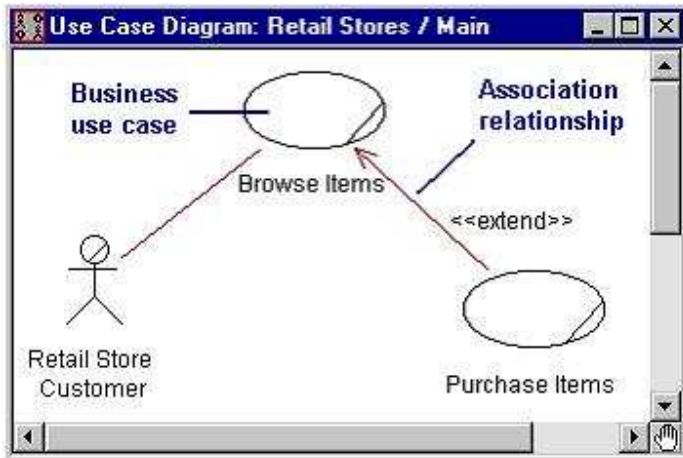 Use Case Diagram: Retail Stores / Main
Business
use case
Association
relationship
Browse Items
<<extend>>
Retail Store
Customer
Purchase Items